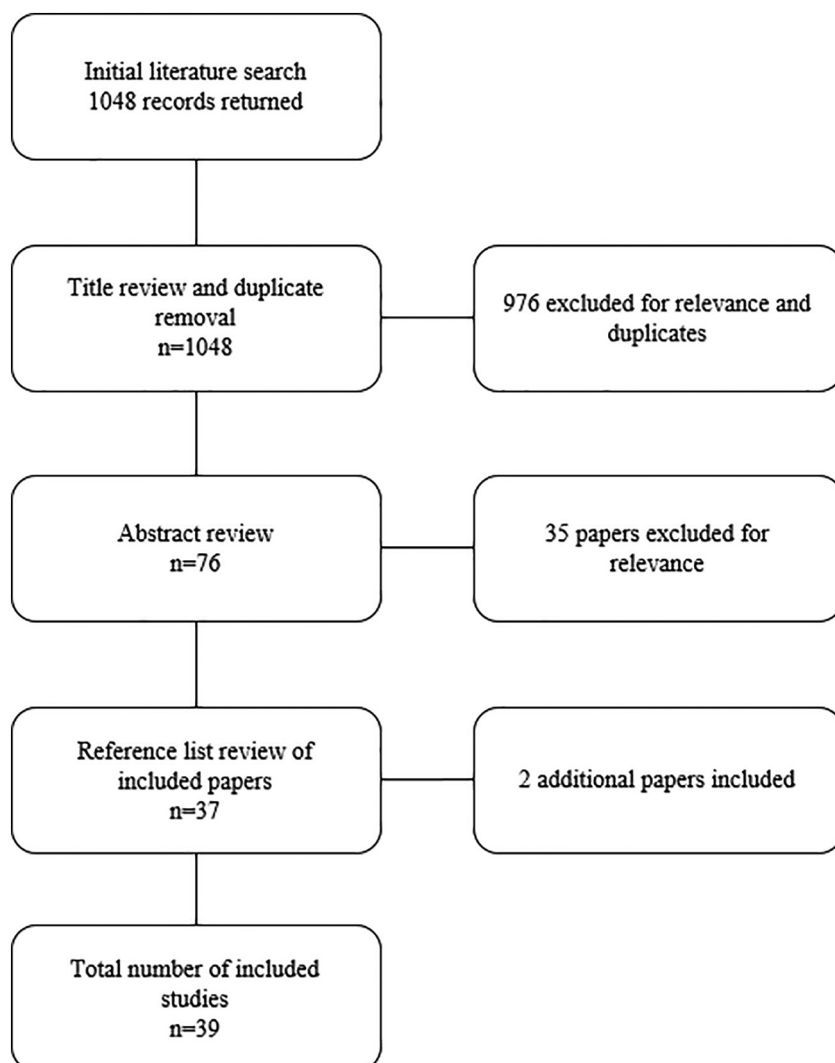 Initial literature search
1048 records returned
Title review and duplicate
removal
n=1048
976 excluded for relevance and
duplicates
Abstract review
n=76
35 papers excluded for
relevance
Reference list review of
included papers
n=37
2 additional papers included
Total number of included
studies
n=39